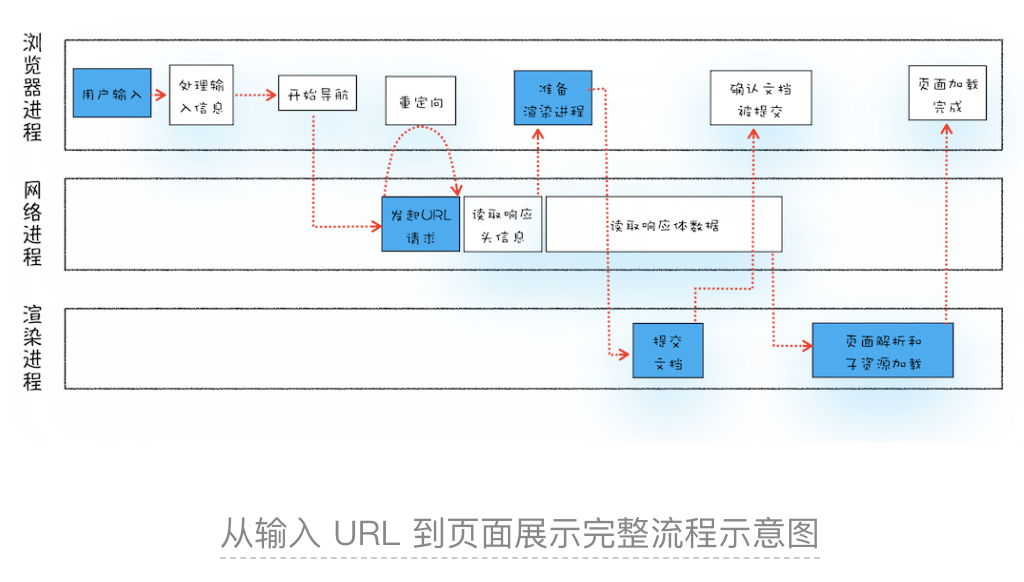 浏览器进程
用户输入
处理输
入信息
开始导航
重定向
准备
渲染进程
确认文档
被提交
页面加载
完成
网络进程
发起URL
请求
读取响应
头信息
读取响应体数据
渲染进程
提交
文档
页面解析和
子资源加载
从输入 URL 到页面展示完整流程示意图